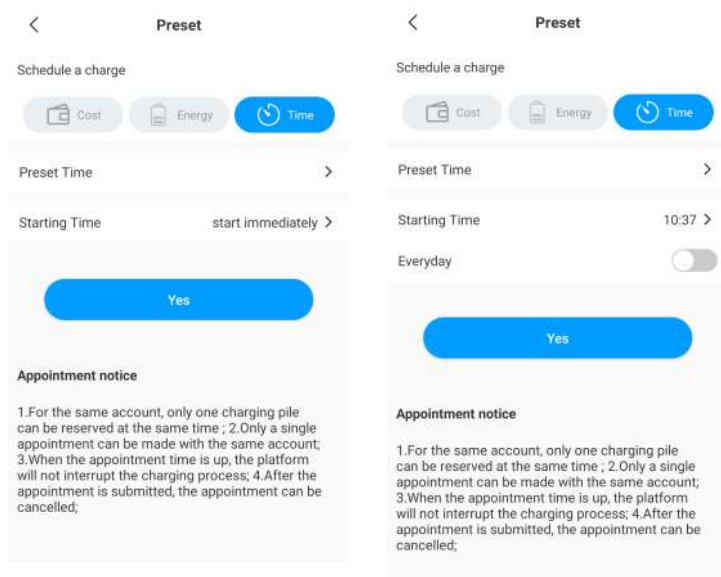 Preset
Schedule a charge
Cost Energy Time
Preset Time
Starting Time start immediately
Yes
Appointment notice
1.For the same account, only one charging pile
can be reserved at the same time ; 2.Only a single
appointment can be made with the same account;
3.When the appointment time is up, the platform
will not interrupt the charging process; 4.After the
appointment is submitted, the appointment can be
cancelled;
Preset
Schedule a charge
Cost Energy Time
Preset Time
Starting Time 10:37
Everyday
Yes
Appointment notice
1.For the same account, only one charging pile
can be reserved at the same time ; 2.Only a single
appointment can be made with the same account;
3.When the appointment time is up, the platform
will not interrupt the charging process; 4.After the
appointment is submitted, the appointment can be
cancelled;